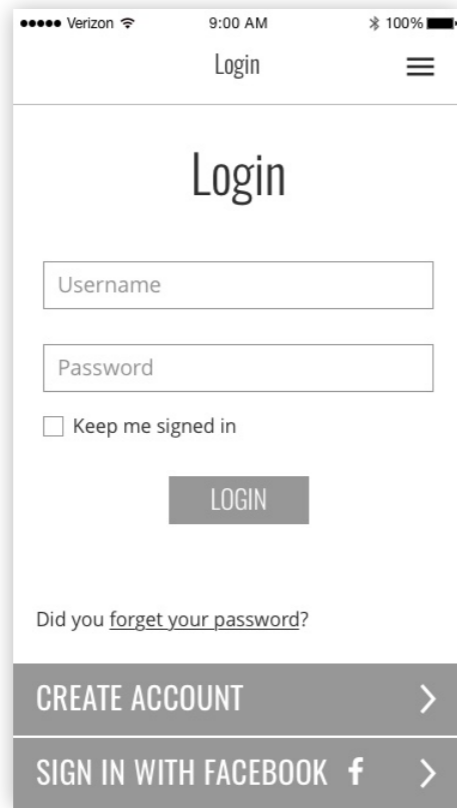 Verizon 9:00 AM 100%
Login
Login
Username
Password
Keep me signed in
LOGIN
Did you forget your password?
CREATE ACCOUNT
SIGN IN WITH FACEBOOK f